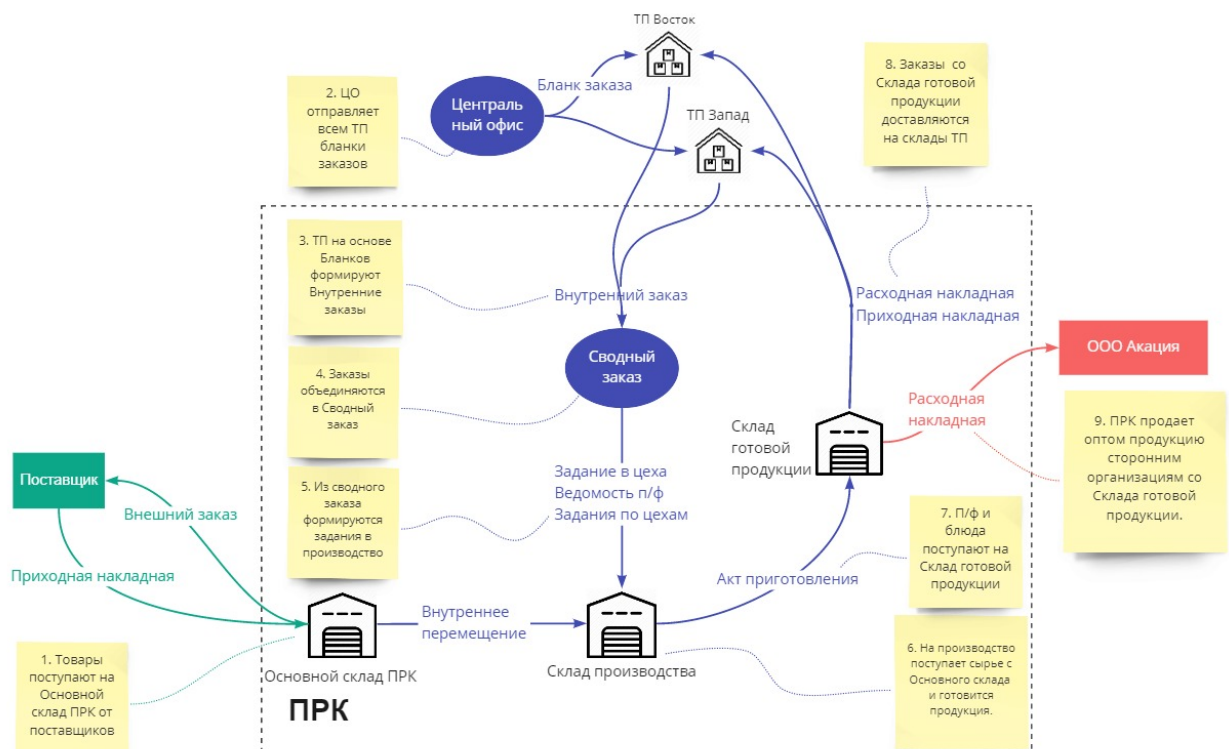 ТП Восток
2. ЦО
отправляет
всем ТП
бланки
заказов
Централь
ный офис
Бланк заказа
ТП Запад
8. Заказы со
Склада готовой
продукции
доставляются
на склады ТП
3. ТП на основе
Бланков
формируют
Внутренние
заказы
Внутренний заказ
Расходная накладная
Приходная накладная
4. Заказы
объединяются
в Сводный
заказ
Сводный
заказ
ООО Акация
Расходная
накладная
9. ПРК продает
оптом продукцию
сторонним
организациям со
Склада готовой
продукции.
Склад
готовой
продукции
Поставщик
Внешний заказ
Приходная накладная
5. Из сводного
заказа
формируются
задания в
производство
Задание в цеха
Ведомость п/ф
Задания по цехам
7. П/ф и
блюда
поступают на
Склад готовой
продукции
Акт приготовления
Внутреннее
перемещение
1. Товары
поступают на
Основной
склад ПРК от
поставщиков
Основной склад ПРК
Склад производства
6. На производство
поступает сырье с
Основного склада
и готовится
продукция.
ПРК